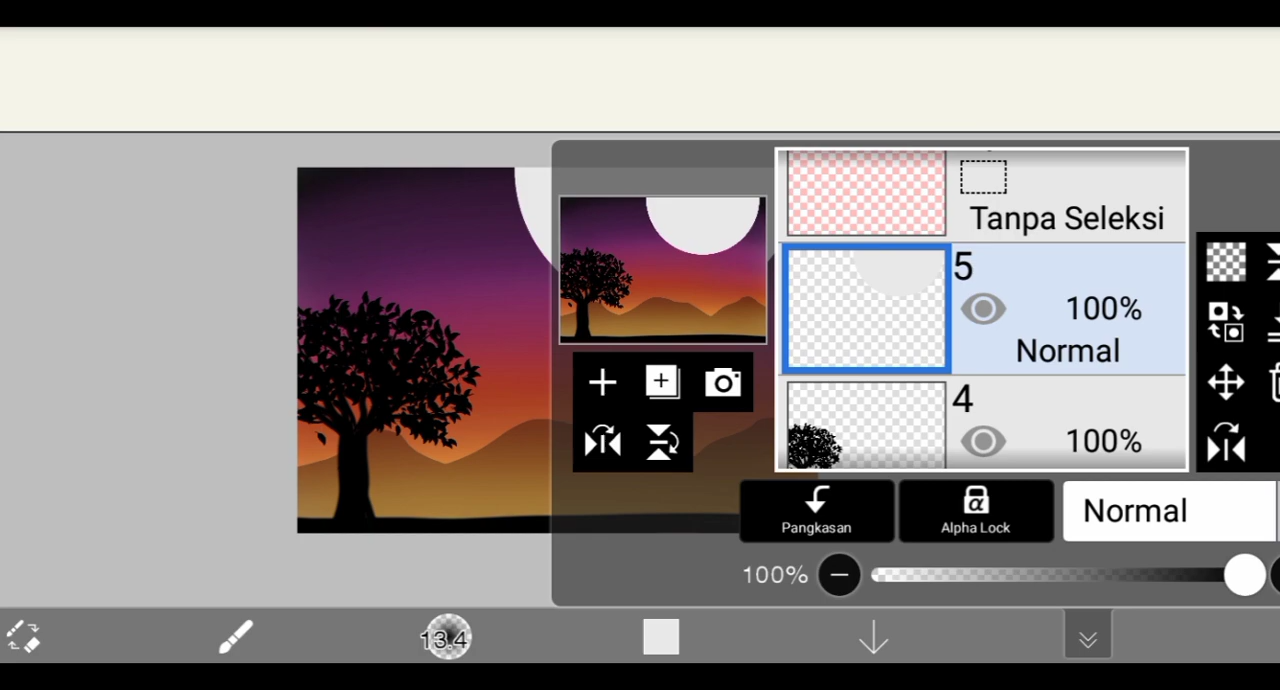 Tanpa Seleksi
5
100%
Normal
4
100%
Pangkasan
Alpha Lock
Normal
100%
13.4